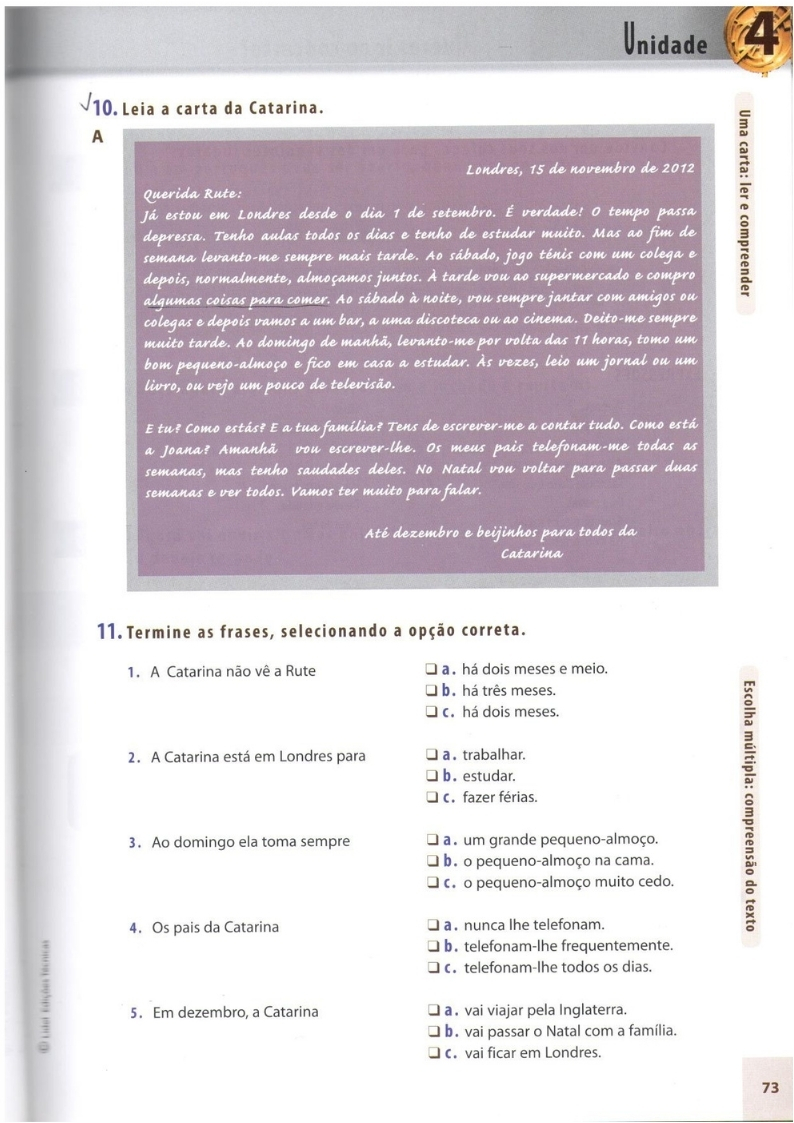 Unidade 4
√10. Leia a carta da Catarina.
A
Londres, 15 de novembro de 2012
Querida Rute:
Já estou em Londres desde o dia 1 de setembro. É verdade! O tempo passa
depressa. Tenho aulas todos os dias e tenho de estudar muito. Mas ao fim de
semana levanto-me sempre mais tarde. Ao sábado, jogo ténis com um colega e
depois, normalmente, almoçamos juntos. À tarde vou ao supermercado e compro
algumas coisas para comer. Ao sábado à noite, vou sempre jantar com amigos ou
colegas e depois vamos a um bar, a uma discoteca ou ao cinema. Deito-me sempre
muito tarde. Ao domingo de manhã, levanto-me por volta das 11 horas, tomo um
bom pequeno-almoço e fico em casa a estudar. Às vezes, leio um jornal ou um
livro, ou vejo um pouco de televisão.
E tu? Como estás? E a tua família? Tens de escrever-me a contar tudo. Como está
a Joana? Amanhã vou escrever-lhe. Os meus pais telefonam-me todas as
semanas, mas tenho saudades deles. No Natal vou voltar para passar duas
semanas e ver todos. Vamos ter muito para falar.
Até dezembro e beijinhos para todos da
Catarina
Uma carta: ler e compreender
11. Termine as frases, selecionando a opção correta.
1. A Catarina não vê a Rute
a. há dois meses e meio.
b. há três meses.
c. há dois meses.
2. A Catarina está em Londres para
a. trabalhar.
b. estudar.
c. fazer férias.
3. Ao domingo ela toma sempre
a. um grande pequeno-almoço.
b. o pequeno-almoço na cama.
c. o pequeno-almoço muito cedo.
4. Os pais da Catarina
a. nunca lhe telefonam.
b. telefonam-lhe frequentemente.
c. telefonam-lhe todos os dias.
5. Em dezembro, a Catarina
a. vai viajar pela Inglaterra.
b. vai passar o Natal com a família.
c. vai ficar em Londres.
Escolha múltipla: compreensão do texto
© Lidel Edições Técnicas
73